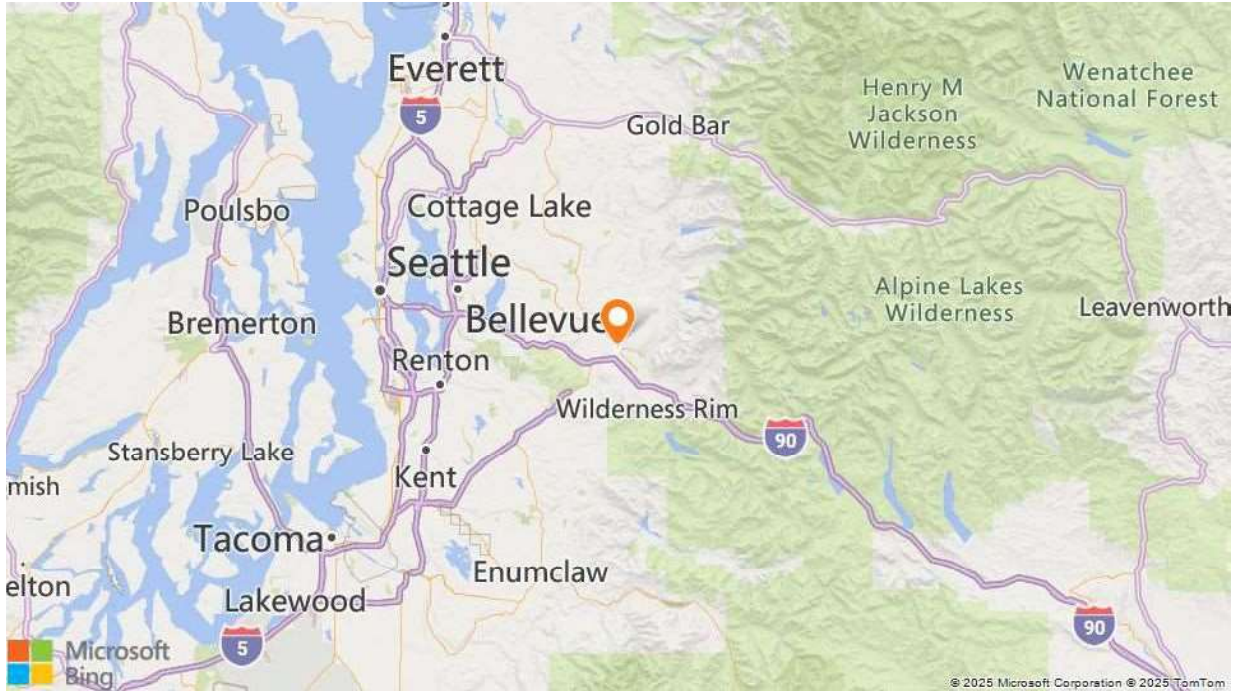 Everett
5
Gold Bar
Henry M
Jackson
Wilderness
Wenatchee
National Forest
Poulsbo
Cottage Lake
Seattle
Bremerton
Bellevue
Alpine Lakes
Wilderness
Leavenworth
Renton
Wilderness Rim
90
Stansberry Lake
mish
Kent
Tacoma
elton
Enumclaw
Lakewood
5
90
Microsoft
Bing
© 2025 Microsoft Corporation © 2025 TomTom